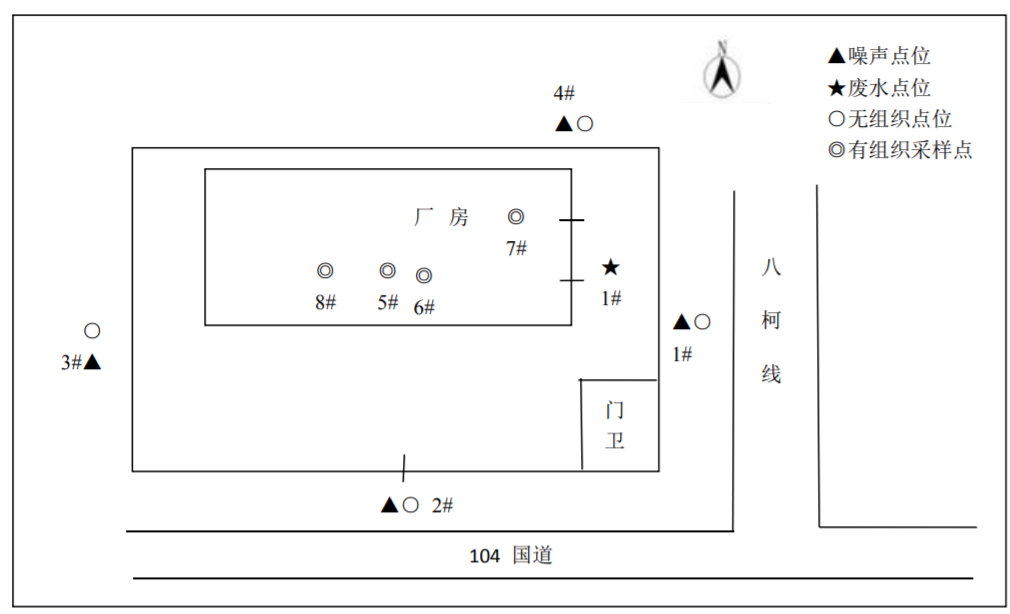 N
▲噪声点位
★废水点位
○无组织点位
◎有组织采样点
4#
▲○
厂 房 ◎
7#
◎ ◎ ◎
8# 5# 6#
★
1#
○
3#▲
▲○
1#
八
柯
线
门
卫
▲○ 2#
104 国道